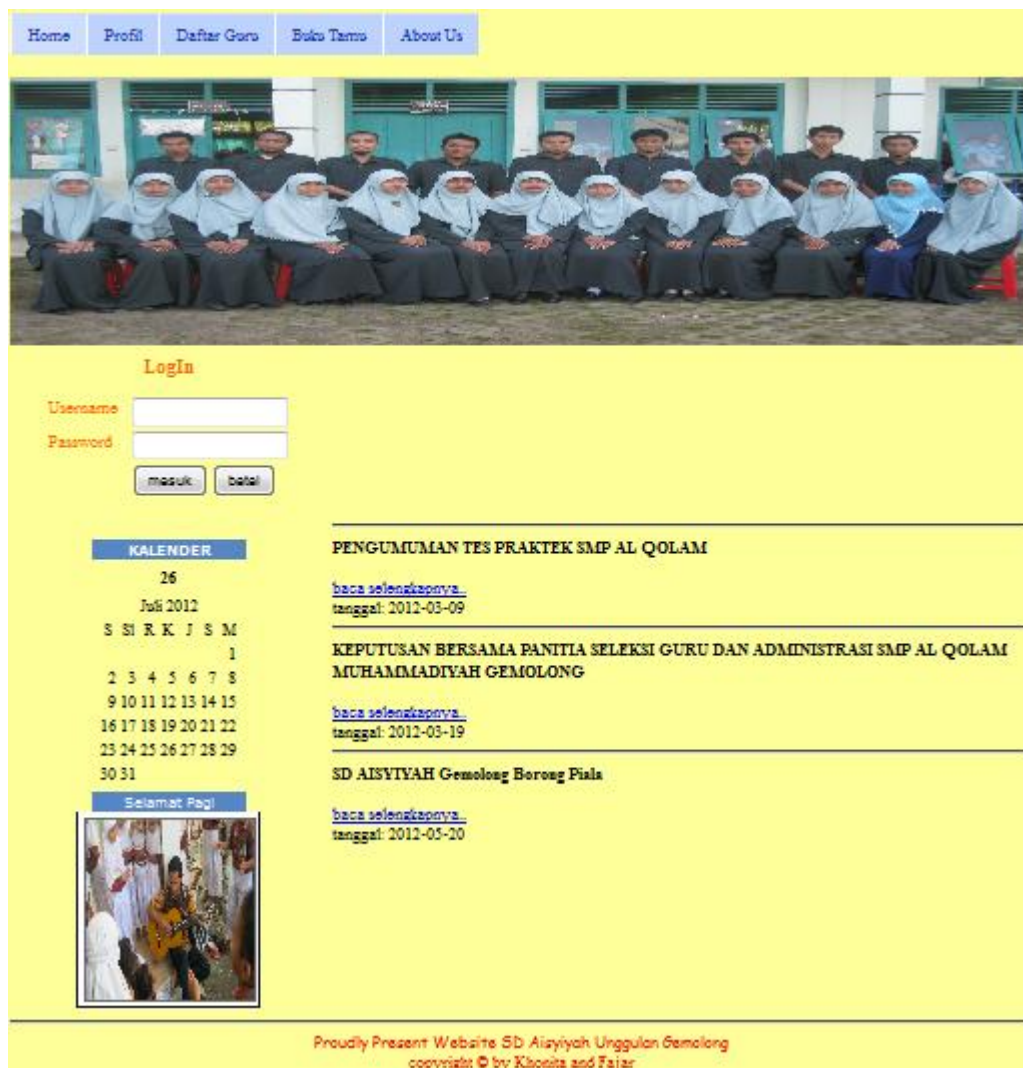 Home Profil Daftar Guru Buku Tamu About Us
LogIn
Username
Password
masuk batal
KALENDER
26
Juli 2012
S Sl R K J S M
1
2 3 4 5 6 7 8
9 10 11 12 13 14 15
16 17 18 19 20 21 22
23 24 25 26 27 28 29
30 31
Selamat Pagi
PENGUMUMAN TES PRAKTEK SMP AL QOLAM
baca selengkapnya..
tanggal: 2012-03-09
KEPUTUSAN BERSAMA PANITIA SELEKSI GURU DAN ADMINISTRASI SMP AL QOLAM
MUHAMMADIYAH GEMOLONG
baca selengkapnya..
tanggal: 2012-03-19
SD AISYIYAH Gemolong Borong Piala
baca selengkapnya..
tanggal: 2012-05-20
Proudly Present Website SD Aisyiyah Unggulan Gemolong
copyright © by Khonita and Fajar